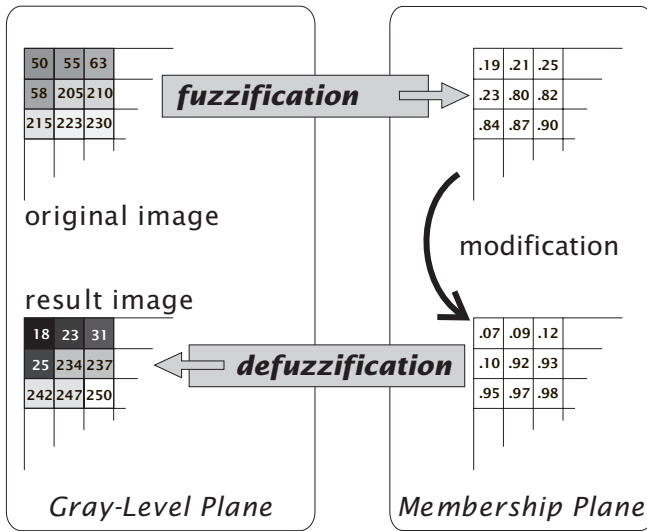 50 55 63
58 205 210
215 223 230
original image
fuzzification
.19 .21 .25
.23 .80 .82
.84 .87 .90
modification
result image
18 23 31
25 234 237
242 247 250
defuzzification
.07 .09 .12
.10 .92 .93
.95 .97 .98
Gray-Level Plane
Membership Plane